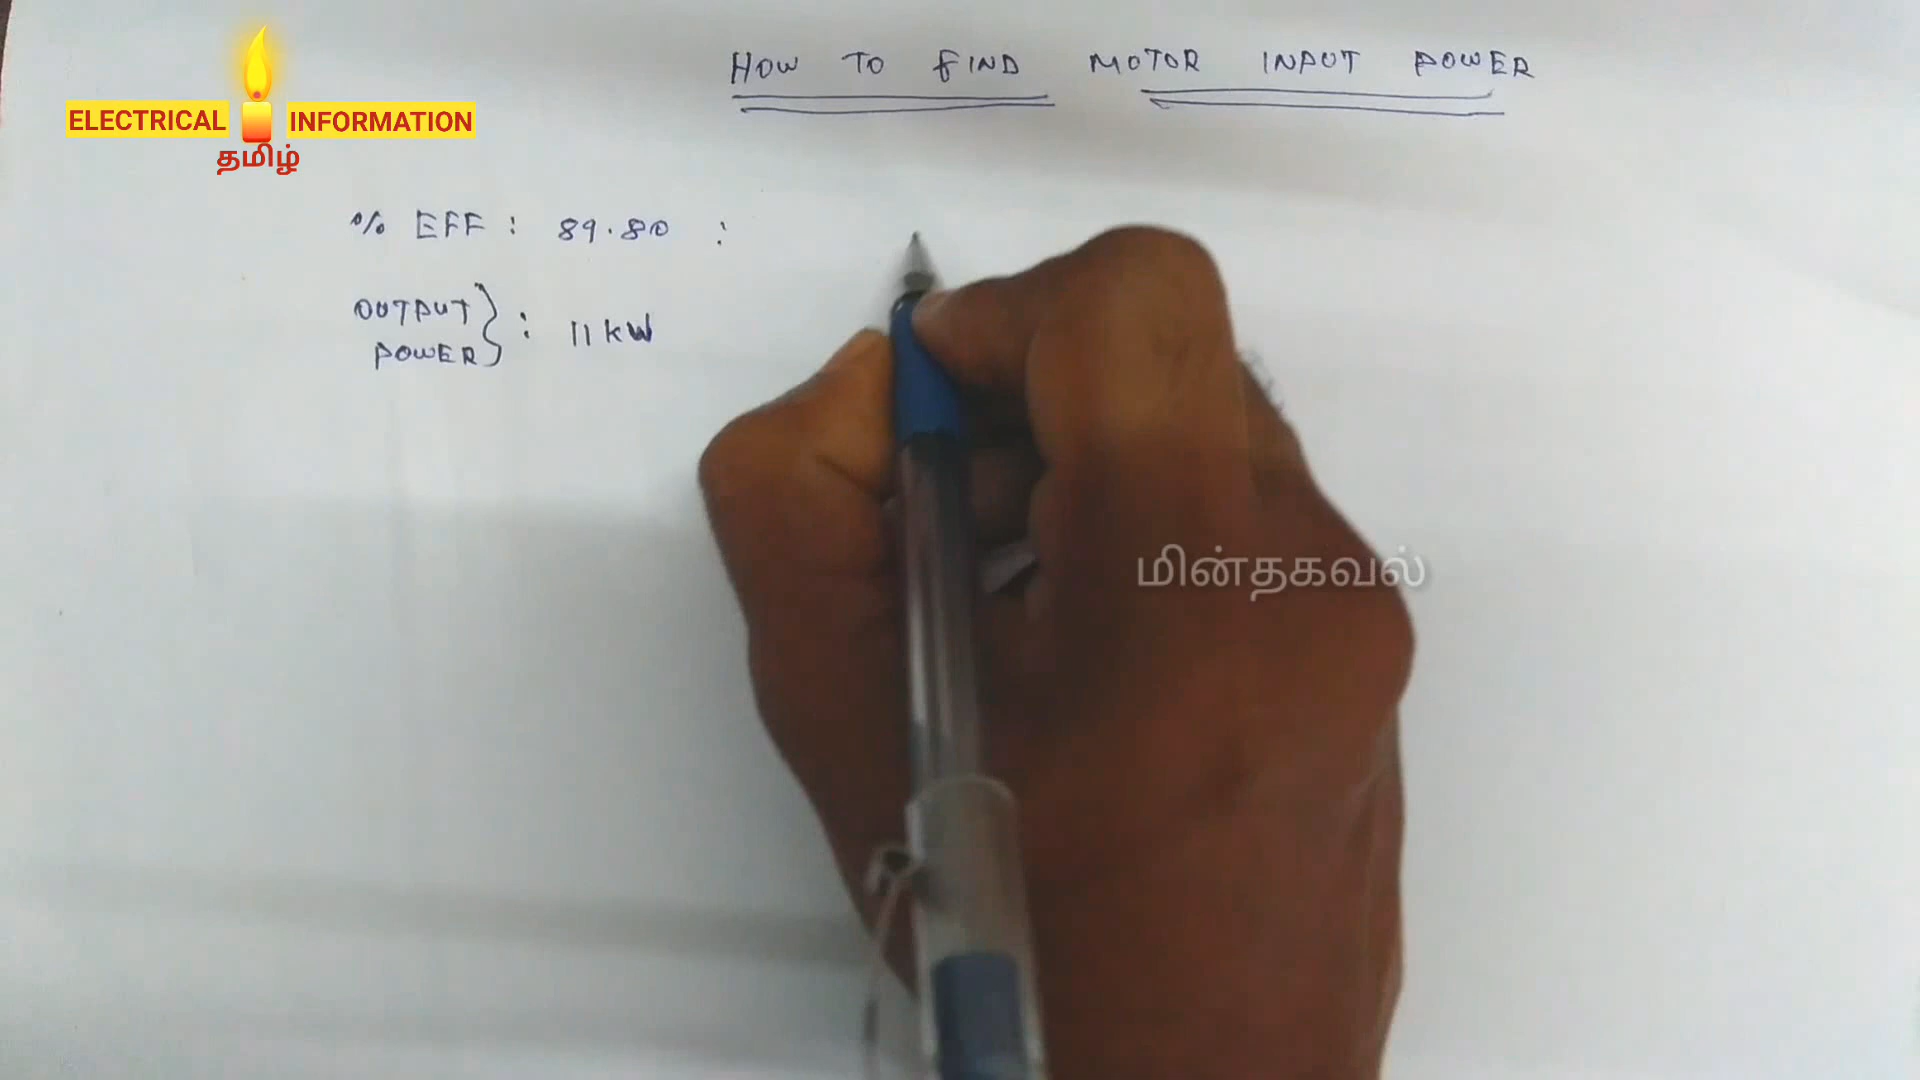 HOW TO FIND MOTOR INPUT POWER
ELECTRICAL INFORMATION
தமிழ்
% EFF : 89.80 :
OUTPUT
POWER } : 11 KW
மின்தகவல்